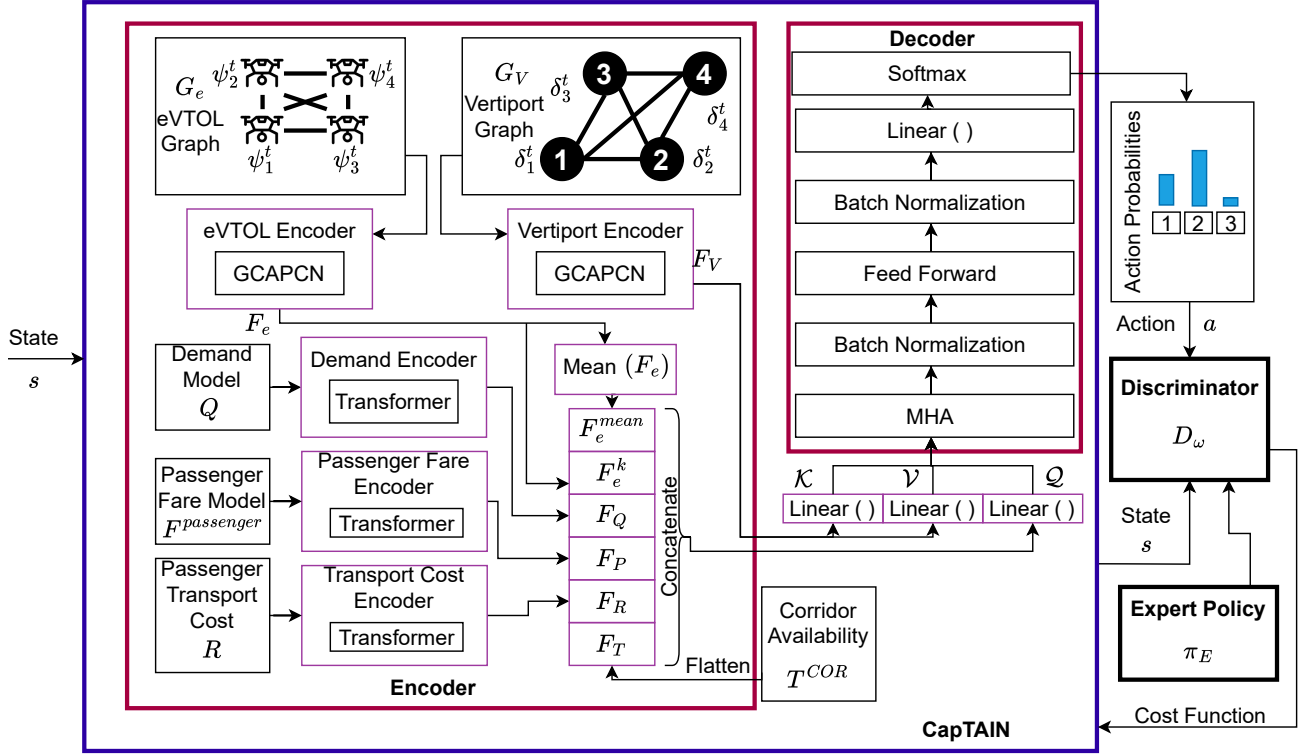 State
s
G_e
eVTOL
Graph
ψ_2^t
ψ_4^t
ψ_1^t
ψ_3^t
G_V
Vertiport
Graph
δ_3^t
δ_4^t
δ_1^t
δ_2^t
3
4
1
2
eVTOL Encoder
GCAPCN
F_e
Vertiport Encoder
GCAPCN
F_V
Mean (F_e)
Demand
Model
Q
Demand Encoder
Transformer
Passenger
Fare Model
F^{passenger}
Passenger Fare
Encoder
Transformer
Passenger
Transport
Cost
R
Transport Cost
Encoder
Transformer
F_e^{mean}
F_e^k
F_Q
F_P
F_R
F_T
Concatenate
Flatten
Corridor
Availability
T^{COR}
Encoder
Decoder
Softmax
Linear ( )
Batch Normalization
Feed Forward
Batch Normalization
MHA
𝒦
𝒱
𝒬
Linear ( )
Linear ( )
Linear ( )
CapTAIN
Action Probabilities
1
2
3
Action
a
Discriminator
D_ω
State
s
Expert Policy
π_E
Cost Function